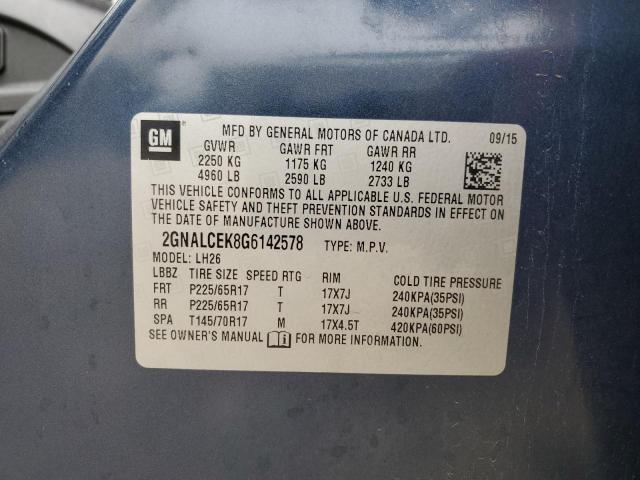 GM
MFD BY GENERAL MOTORS OF CANADA LTD. 09/15
GVWR GAWR FRT GAWR RR
2250 KG 1175 KG 1240 KG
4960 LB 2590 LB 2733 LB
THIS VEHICLE CONFORMS TO ALL APPLICABLE U.S. FEDERAL MOTOR
VEHICLE SAFETY AND THEFT PREVENTION STANDARDS IN EFFECT ON
THE DATE OF MANUFACTURE SHOWN ABOVE.
2GNALCEK8G6142578 TYPE: M.P.V.
MODEL: LH26
LBBZ TIRE SIZE SPEED RTG RIM COLD TIRE PRESSURE
FRT P225/65R17 T 17X7J 240KPA(35PSI)
RR P225/65R17 T 17X7J 240KPA(35PSI)
SPA T145/70R17 M 17X4.5T 420KPA(60PSI)
SEE OWNER'S MANUAL i FOR MORE INFORMATION.